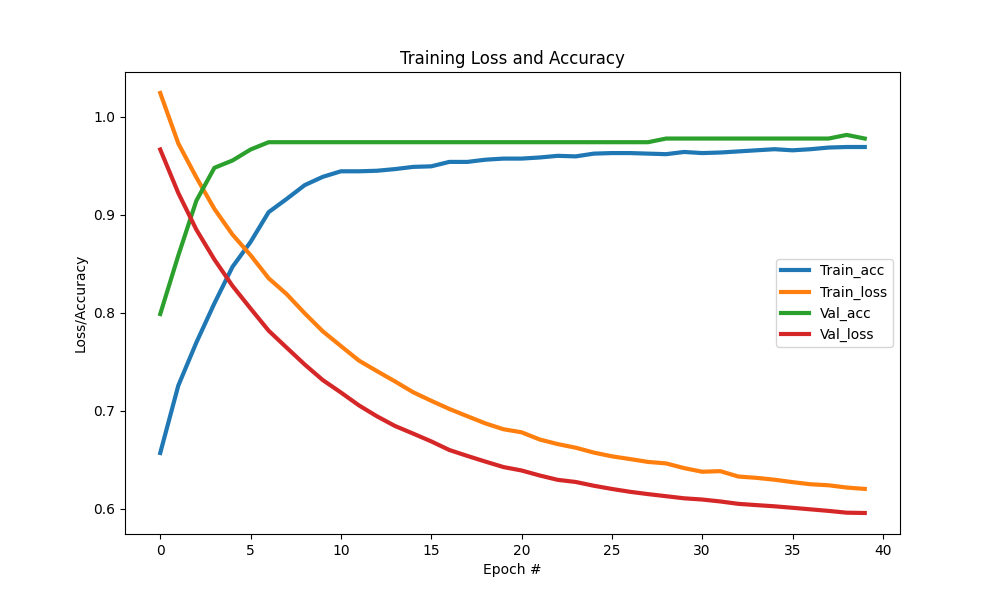 Training Loss and Accuracy
Loss/Accuracy
1.0
0.9
0.8
0.7
0.6
Train_acc
Train_loss
Val_acc
Val_loss
0 5 10 15 20 25 30 35 40
Epoch #